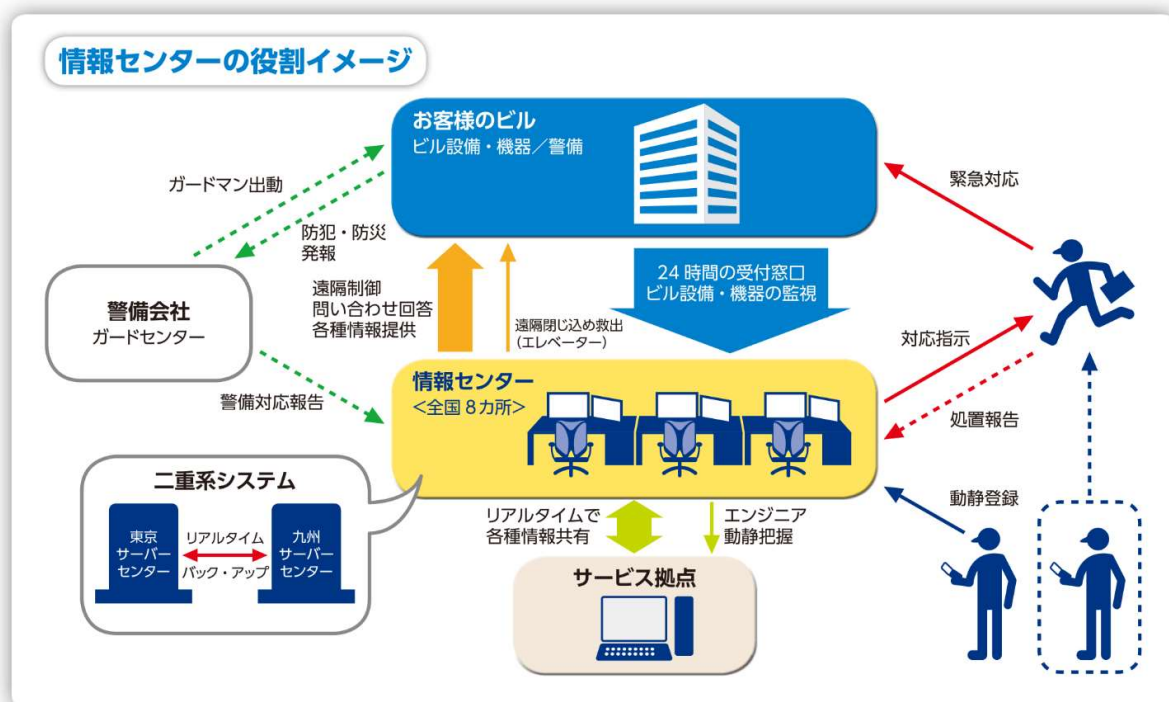 情報センターの役割イメージ
お客様のビル
ビル設備・機器／警備
ガードマン出動
緊急対応
防犯・防災
発報
遠隔制御
問い合わせ回答
各種情報提供
24時間の受付窓口
ビル設備・機器の監視
警備会社
ガードセンター
遠隔閉じ込め救出
(エレベーター)
対応指示
情報センター
<全国8カ所>
警備対応報告
処置報告
二重系システム
東京
サーバー
センター
リアルタイム
バック・アップ
九州
サーバー
センター
リアルタイムで
各種情報共有
エンジニア
動静把握
動静登録
サービス拠点